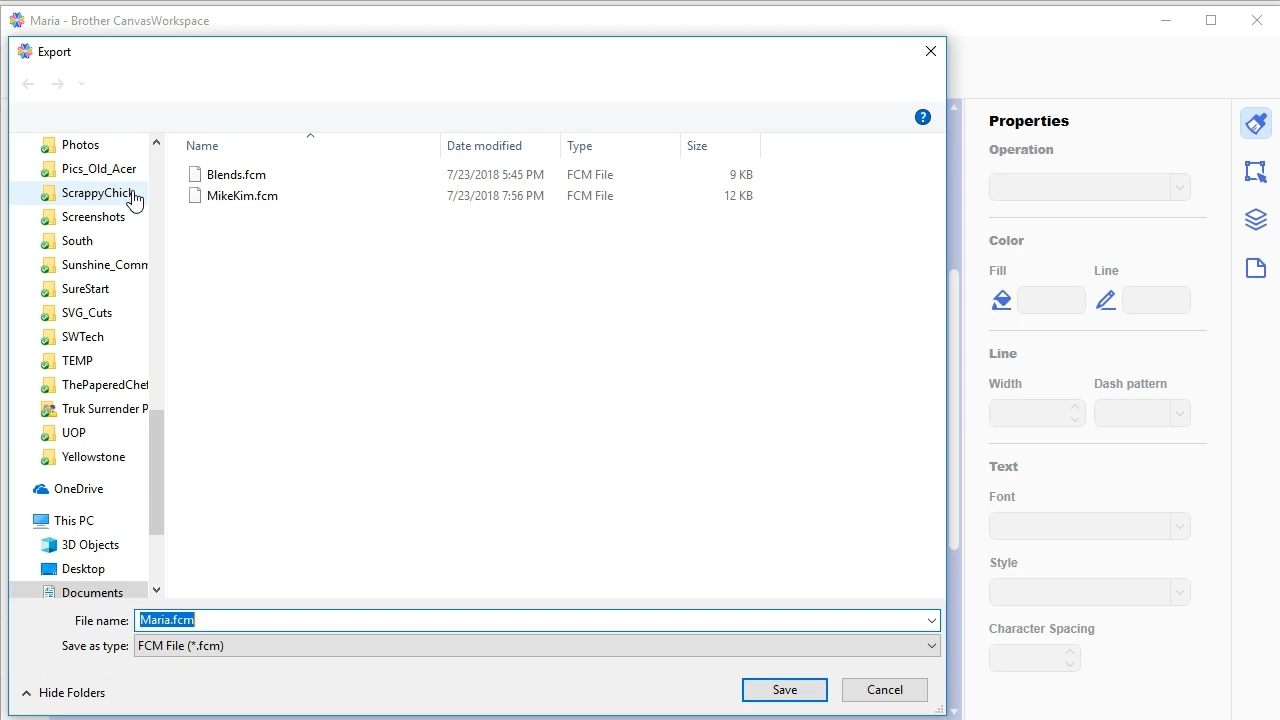 Maria - Brother CanvasWorkspace
Export
Name
Date modified
Type
Size
Blends.fcm 7/23/2018 5:45 PM FCM File 9 KB
MikeKim.fcm 7/23/2018 7:56 PM FCM File 12 KB
Photos
Pics_Old_Acer
ScrappyChick
Screenshots
South
Sunshine_Comm
SureStart
SVG_Cuts
SWTech
TEMP
ThePaperedChef
Truk Surrender P
UOP
Yellowstone
OneDrive
This PC
3D Objects
Desktop
Documents
File name: Maria.fcm
Save as type: FCM File (*.fcm)
Hide Folders
Save
Cancel
Properties
Operation
Color
Fill Line
Line
Width Dash pattern
Text
Font
Style
Character Spacing